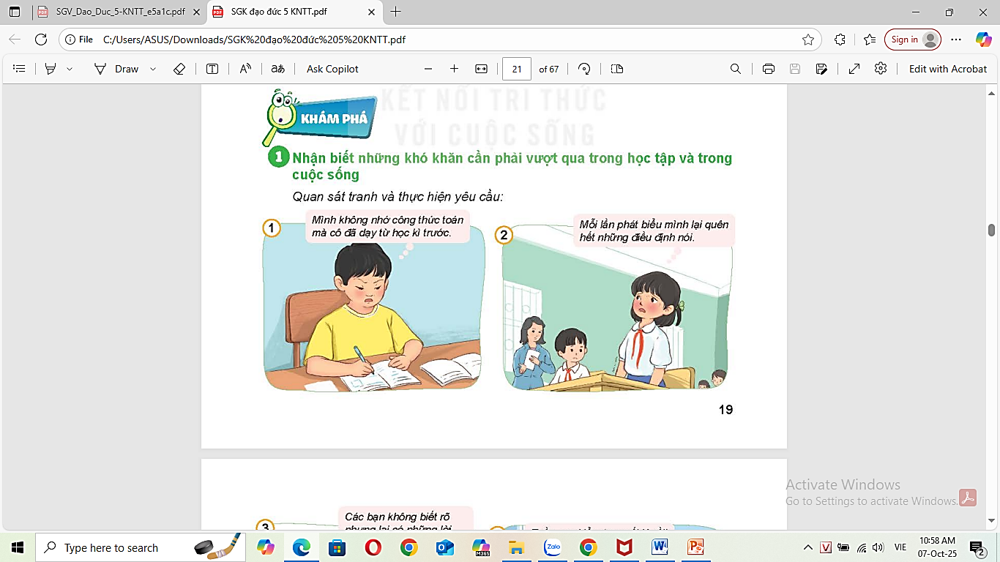 SGV_Dao_Duc_5-KNTT_e5a1c.pdf
SGK đạo đức 5 KNTT.pdf
File C:/Users/ASUS/Downloads/SGK%20đạo%20đức%205%20KNTT.pdf
Sign in
Draw
Ask Copilot
21 of 67
Edit with Acrobat
KẾT NỐI TRI THỨC
VỚI CUỘC SỐNG
KHÁM PHÁ
1 Nhận biết những khó khăn cần phải vượt qua trong học tập và trong
cuộc sống
Quan sát tranh và thực hiện yêu cầu:
1
Mình không nhớ công thức toán
mà cô đã dạy từ học kì trước.
2
Mỗi lần phát biểu mình lại quên
hết những điều định nói.
19
Activate Windows
Go to Settings to activate Windows.
3
Các bạn không biết rõ
nhưng lại có những lời
Type here to search
M365
Zalo
VIE
10:58 AM
07-Oct-25
2